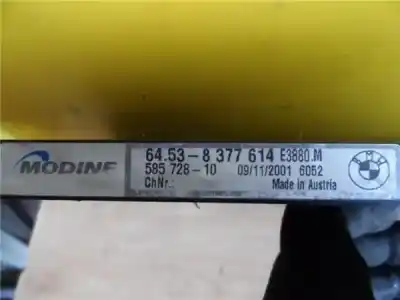 MODINE
64.53-8 377 614 E3880.M
585 728-10 09/11/2001 6052
ChNr.: Made in Austria
BMW